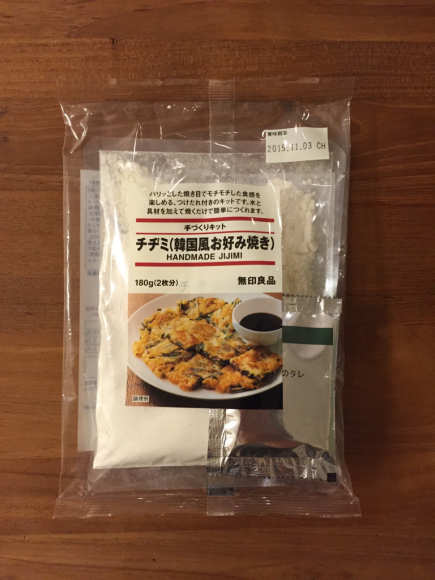 賞味期限
2015.11.03 CH
パリッとした焼き目でモチモチした食感を
楽しめる、つけだれ付きのキットです。水と
具材を加えて焼くだけで簡単につくれます。
手づくりキット
チヂミ(韓国風お好み焼き)
HANDMADE JIJIMI
180g(2枚分)
無印良品
のタレ
調理例